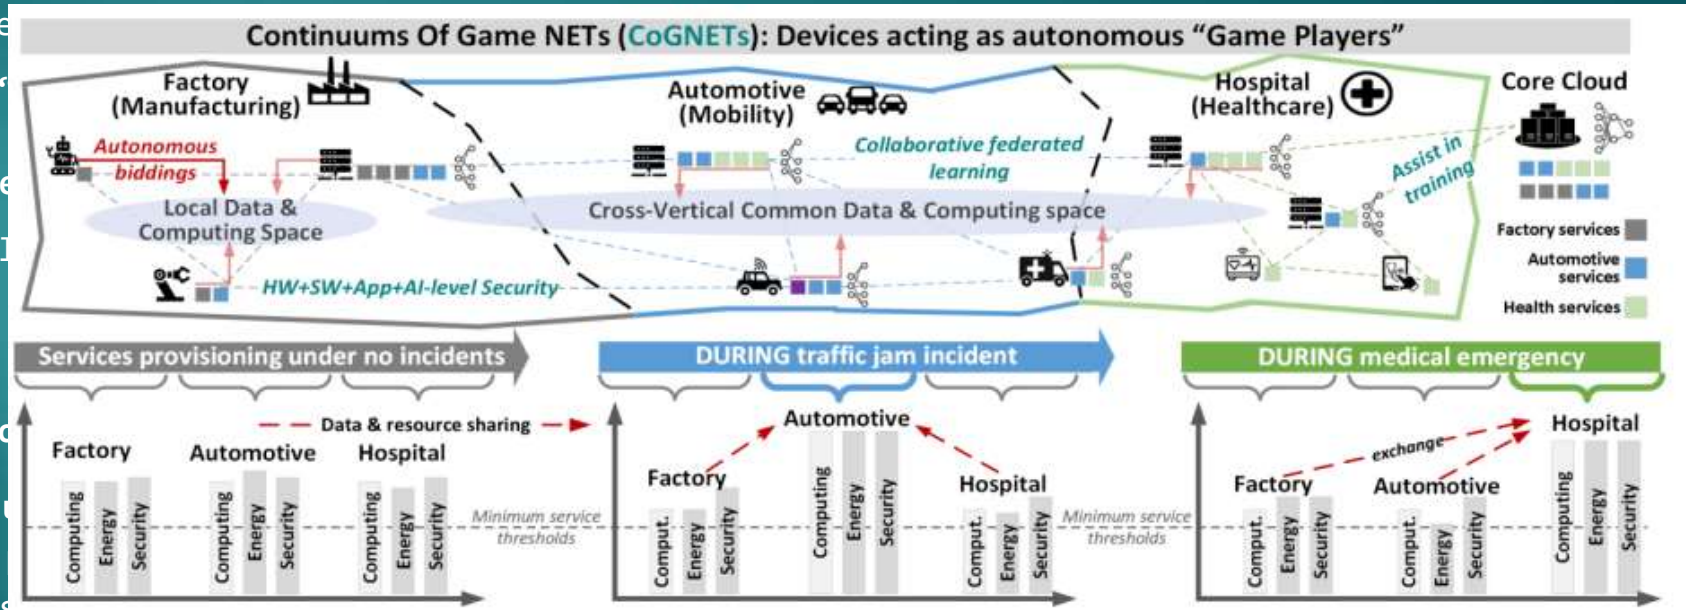 Continuums Of Game NETs (CoGNETs): Devices acting as autonomous “Game Players”
Factory
(Manufacturing)
Automotive
(Mobility)
Hospital
(Healthcare)
Core Cloud
Autonomous
biddings
Collaborative federated
learning
Assist in
training
Local Data &
Computing Space
Cross-Vertical Common Data & Computing space
HW+SW+App+AI-level Security
Factory services
Automotive
services
Health services
Services provisioning under no incidents
DURING traffic jam incident
DURING medical emergency
Data & resource sharing
Factory
Automotive
Hospital
Computing
Energy
Security
Computing
Energy
Security
Computing
Energy
Security
Minimum service
thresholds
Automotive
Factory
Hospital
Comput.
Energy
Security
Computing
Energy
Security
Comput.
Energy
Security
Minimum service
thresholds
Hospital
exchange
Factory
Automotive
Comput.
Energy
Security
Comput.
Energy
Security
Computing
Energy
Security